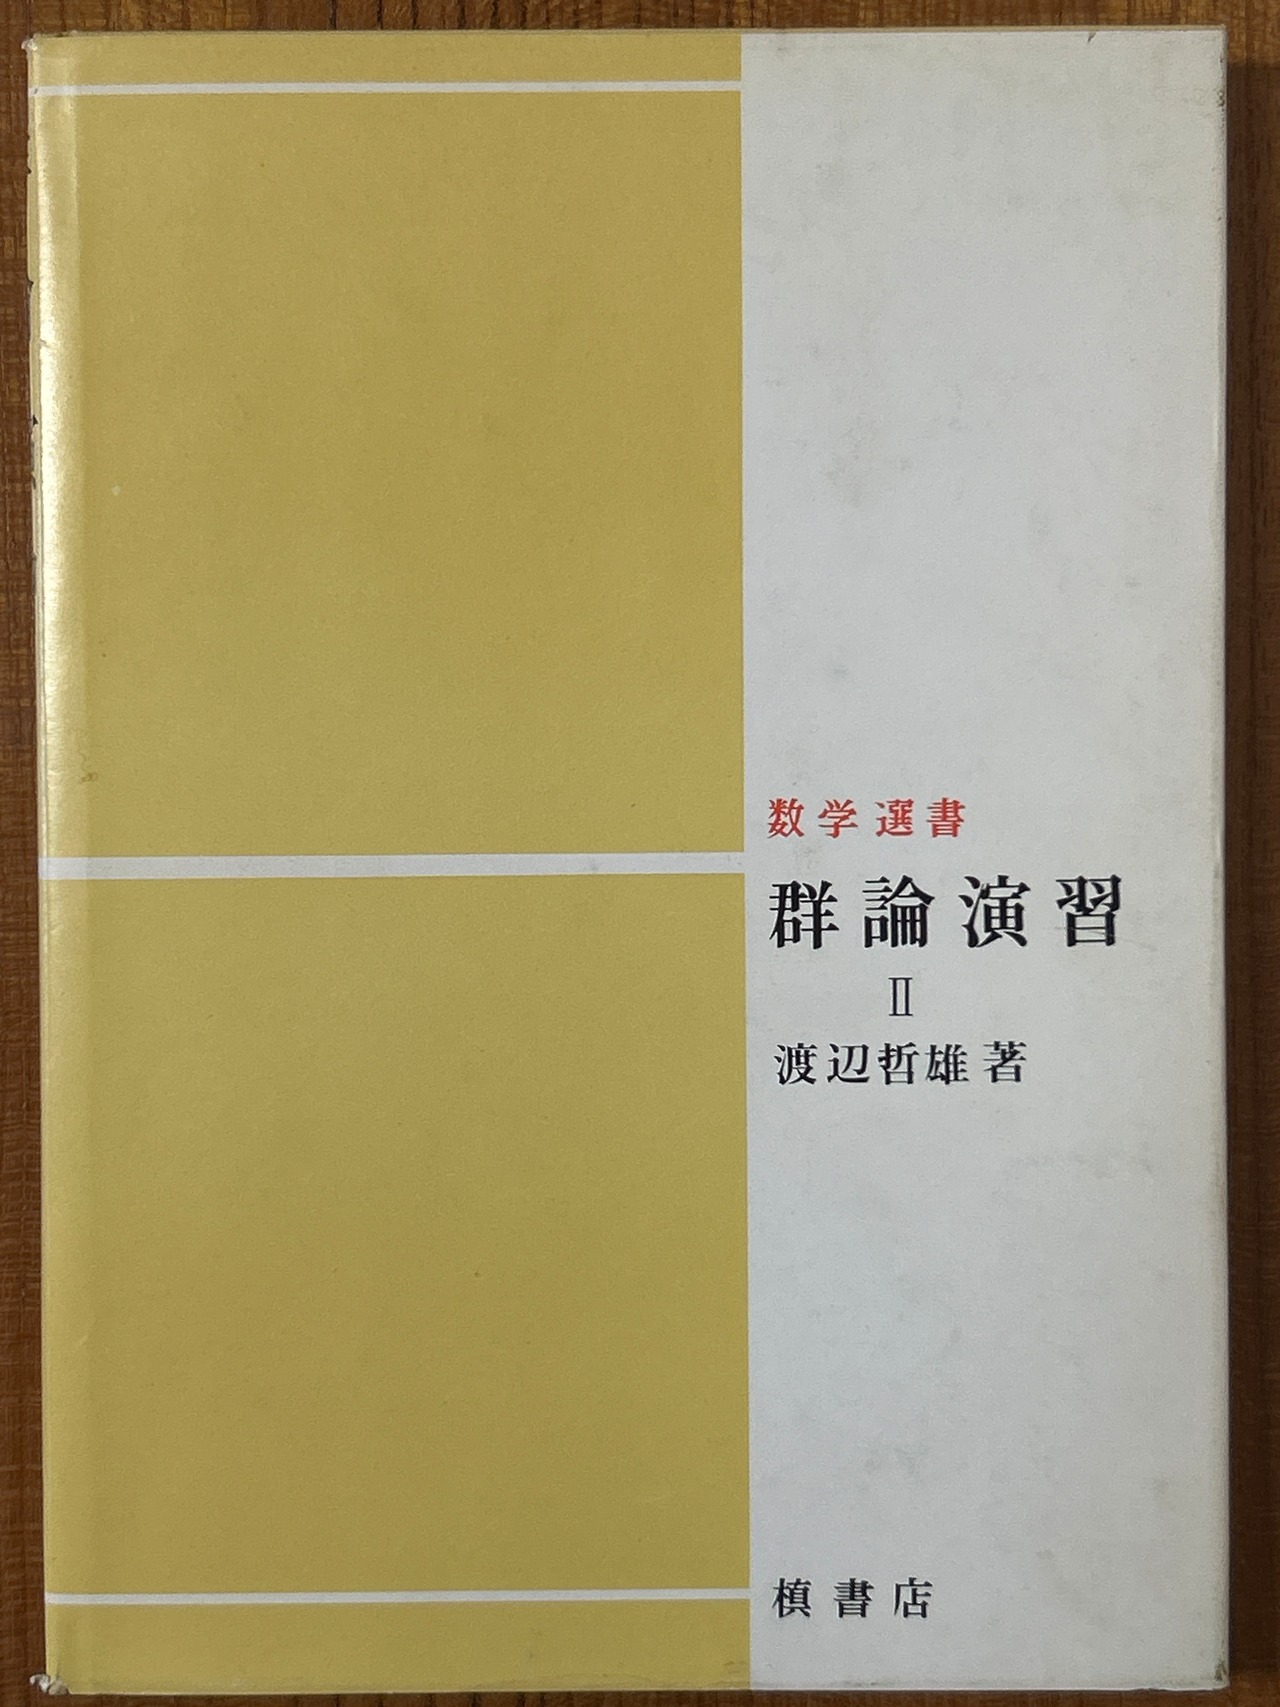 数学選書
群論演習
Ⅱ
渡辺哲雄著
槙書店